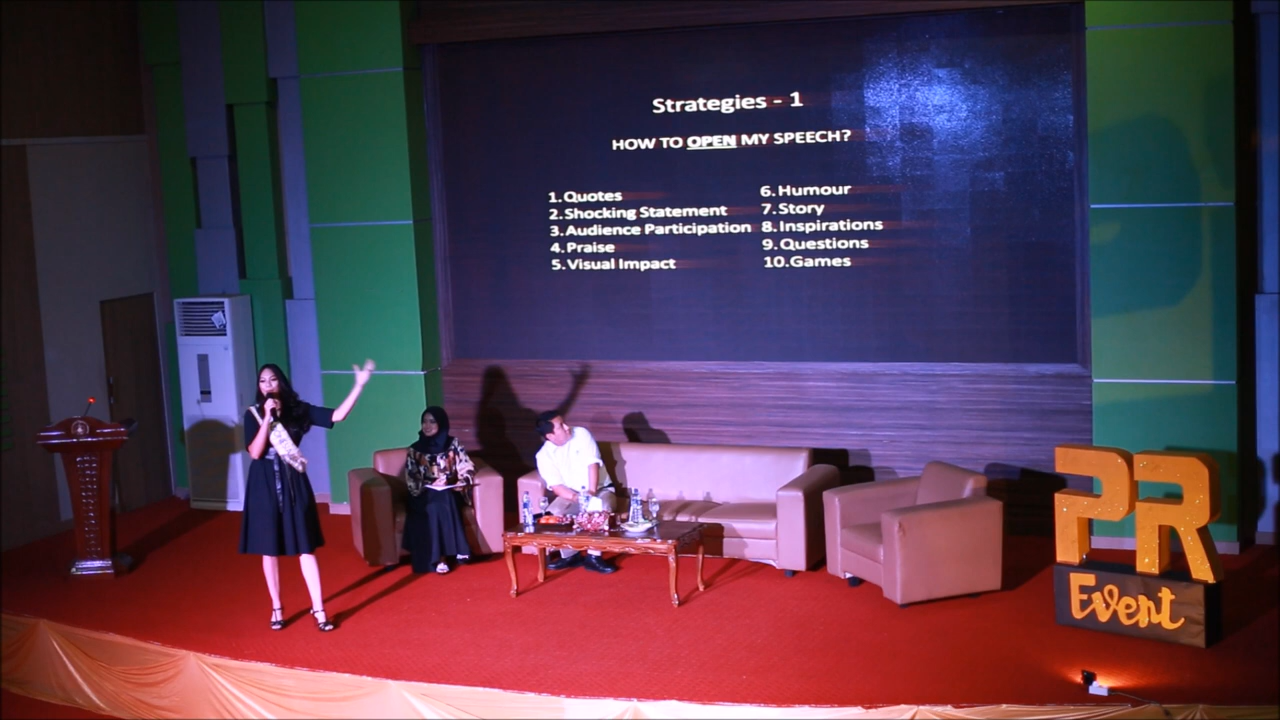 Strategies - 1
HOW TO OPEN MY SPEECH?
1. Quotes
2. Shocking Statement
3. Audience Participation
4. Praise
5. Visual Impact
6. Humour
7. Story
8. Inspirations
9. Questions
10. Games
PR
Event